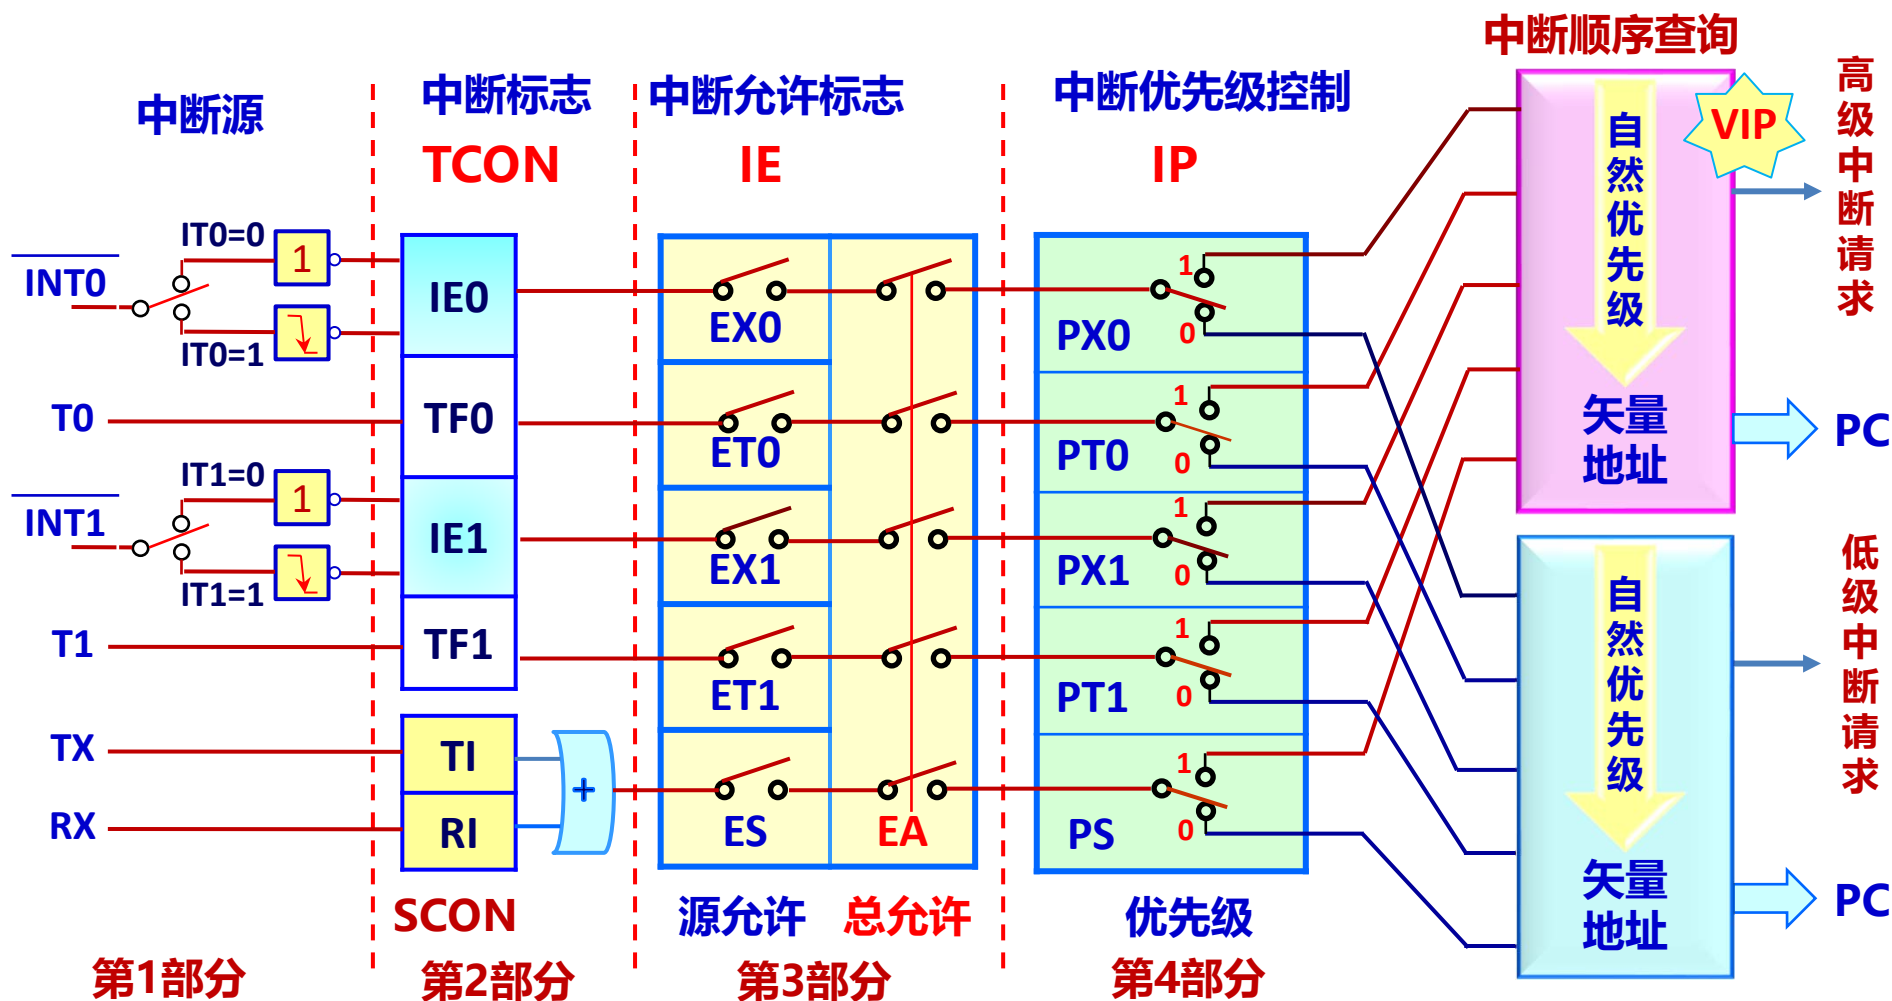 中断源
中断标志
中断允许标志
中断优先级控制
中断顺序查询
TCON
IE
IP
IT0=0
1
INT0
IT0=1
T0
IT1=0
1
INT1
IT1=1
T1
TX
RX
IE0
TF0
IE1
TF1
TI
RI
SCON
+
EX0
ET0
EX1
ET1
ES
EA
源允许
总允许
1
PX0
0
1
PT0
0
1
PX1
0
1
PT1
0
1
PS
0
优先级
自然优先级
VIP
矢量
地址
高级中断请求
PC
自然优先级
矢量
地址
低级中断请求
PC
第1部分
第2部分
第3部分
第4部分